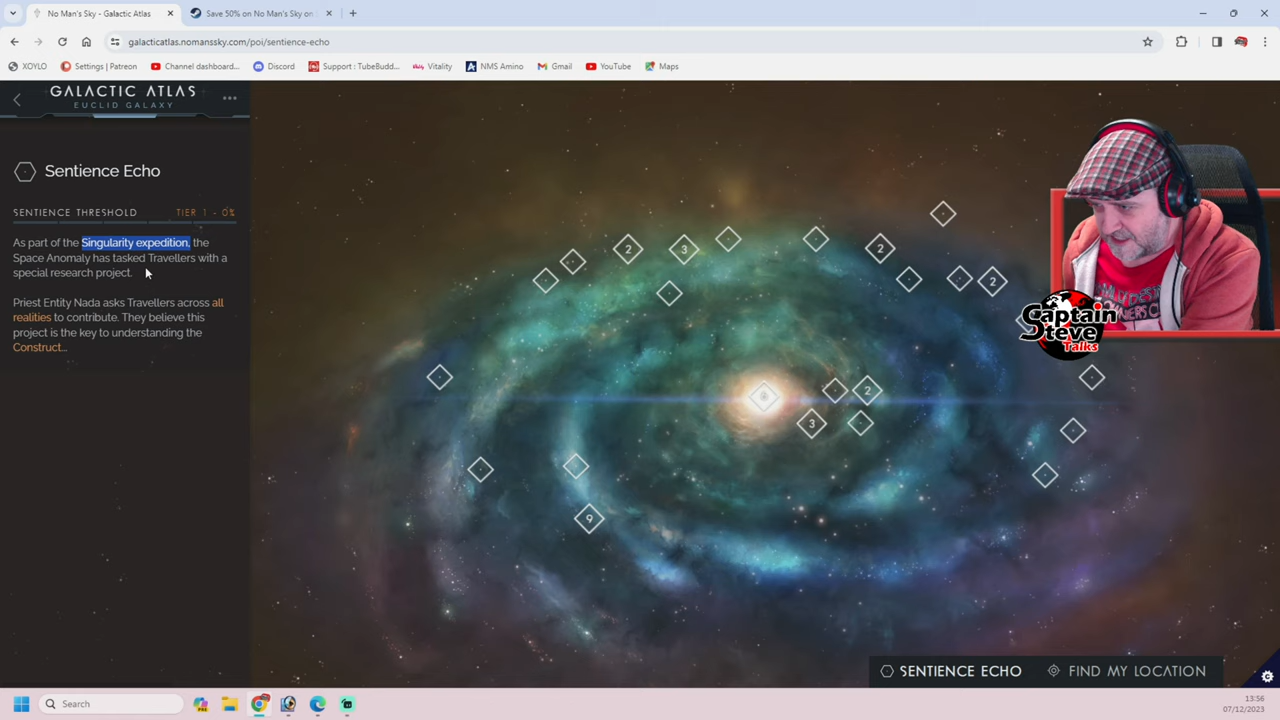 No Man's Sky - Galactic Atlas
Save 50% on No Man's Sky on
galacticatlas.nomanssky.com/poi/sentience-echo
XOYLO
Settings | Patreon
Channel dashboard...
Discord
Support : TubeBudd...
Vitality
NMS Amino
Gmail
YouTube
Maps
GALACTIC ATLAS
EUCLID GALAXY
Sentience Echo
SENTIENCE THRESHOLD TIER 1 - 0%
As part of the Singularity expedition, the
Space Anomaly has tasked Travellers with a
special research project.
Priest Entity Nada asks Travellers across all
realities to contribute. They believe this
project is the key to understanding the
Construct...
2
3
2
2
2
3
9
Captain
Steve
Talks
SENTIENCE ECHO
FIND MY LOCATION
Search
13:56
07/12/2023